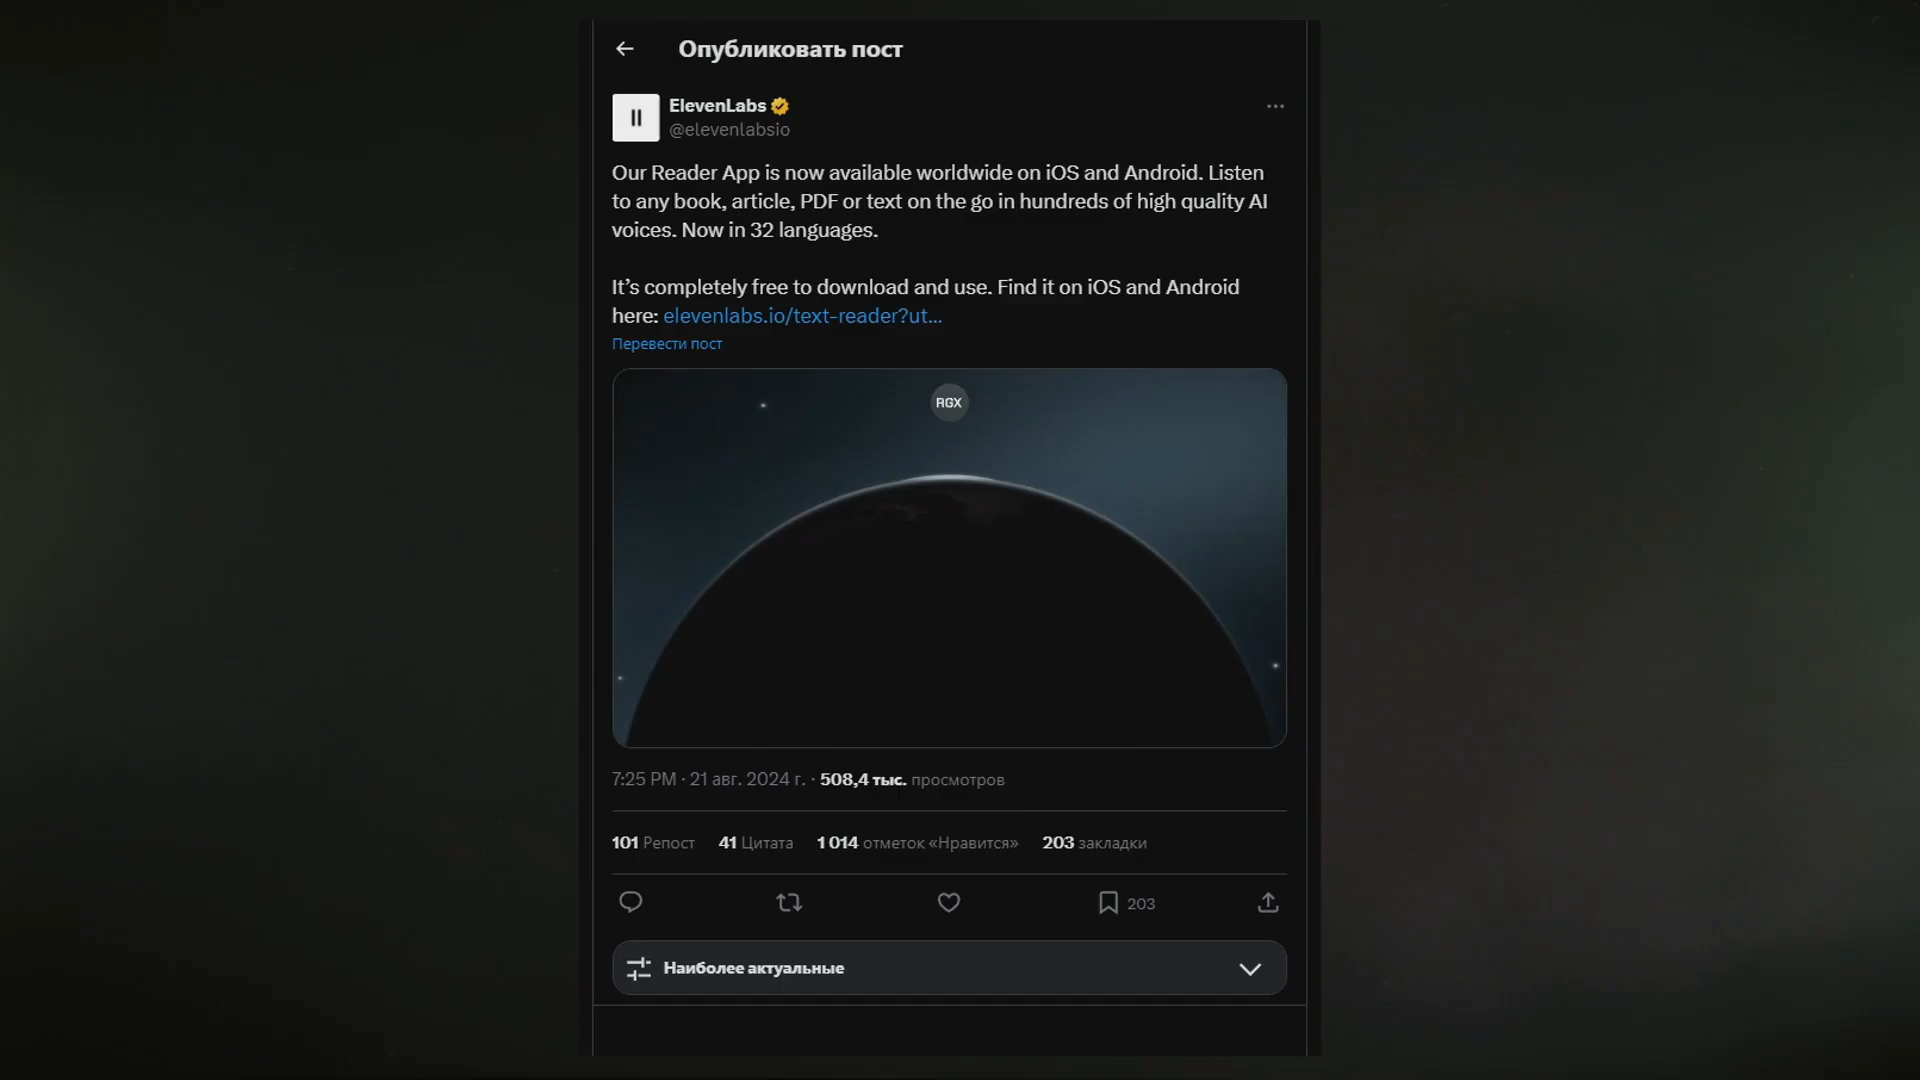 Опубликовать пост
ElevenLabs
@elevenlabsio
Our Reader App is now available worldwide on iOS and Android. Listen
to any book, article, PDF or text on the go in hundreds of high quality AI
voices. Now in 32 languages.
It’s completely free to download and use. Find it on iOS and Android
here: elevenlabs.io/text-reader?ut...
Перевести пост
RGX
7:25 PM · 21 авг. 2024 г. · 508,4 тыс. просмотров
101 Репост 41 Цитата 1 014 отметок «Нравится» 203 закладки
203
Наиболее актуальные